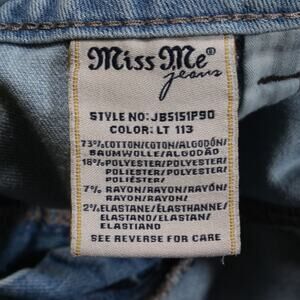 Miss Me®
jeans
STYLE NO:JB5151P90
COLOR: LT 113
73%COTTON/COTON/ALGODÓN/
BAUMWOLLE/ALGODÃO
18%POLYESTER/POLYESTER/
POLIÉSTER/POLYESTER/
POLIÉSTER/
7% RAYON/RAYON/RAYÓN/
RAYON/RAYON/
2%ELASTANE/ÉLASTHANNE/
ELASTANO/ELASTAN/
ELASTIANO
SEE REVERSE FOR CARE